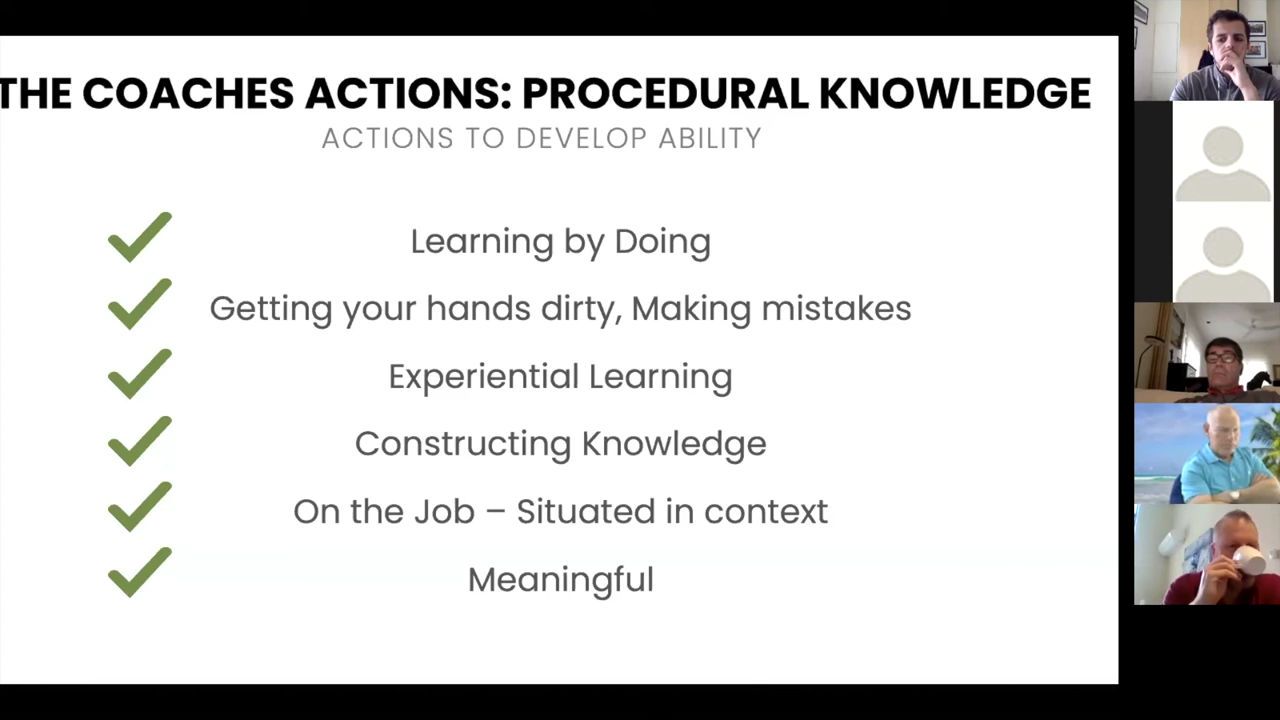 THE COACHES ACTIONS: PROCEDURAL KNOWLEDGE
ACTIONS TO DEVELOP ABILITY
Learning by Doing
Getting your hands dirty, Making mistakes
Experiential Learning
Constructing Knowledge
On the Job – Situated in context
Meaningful